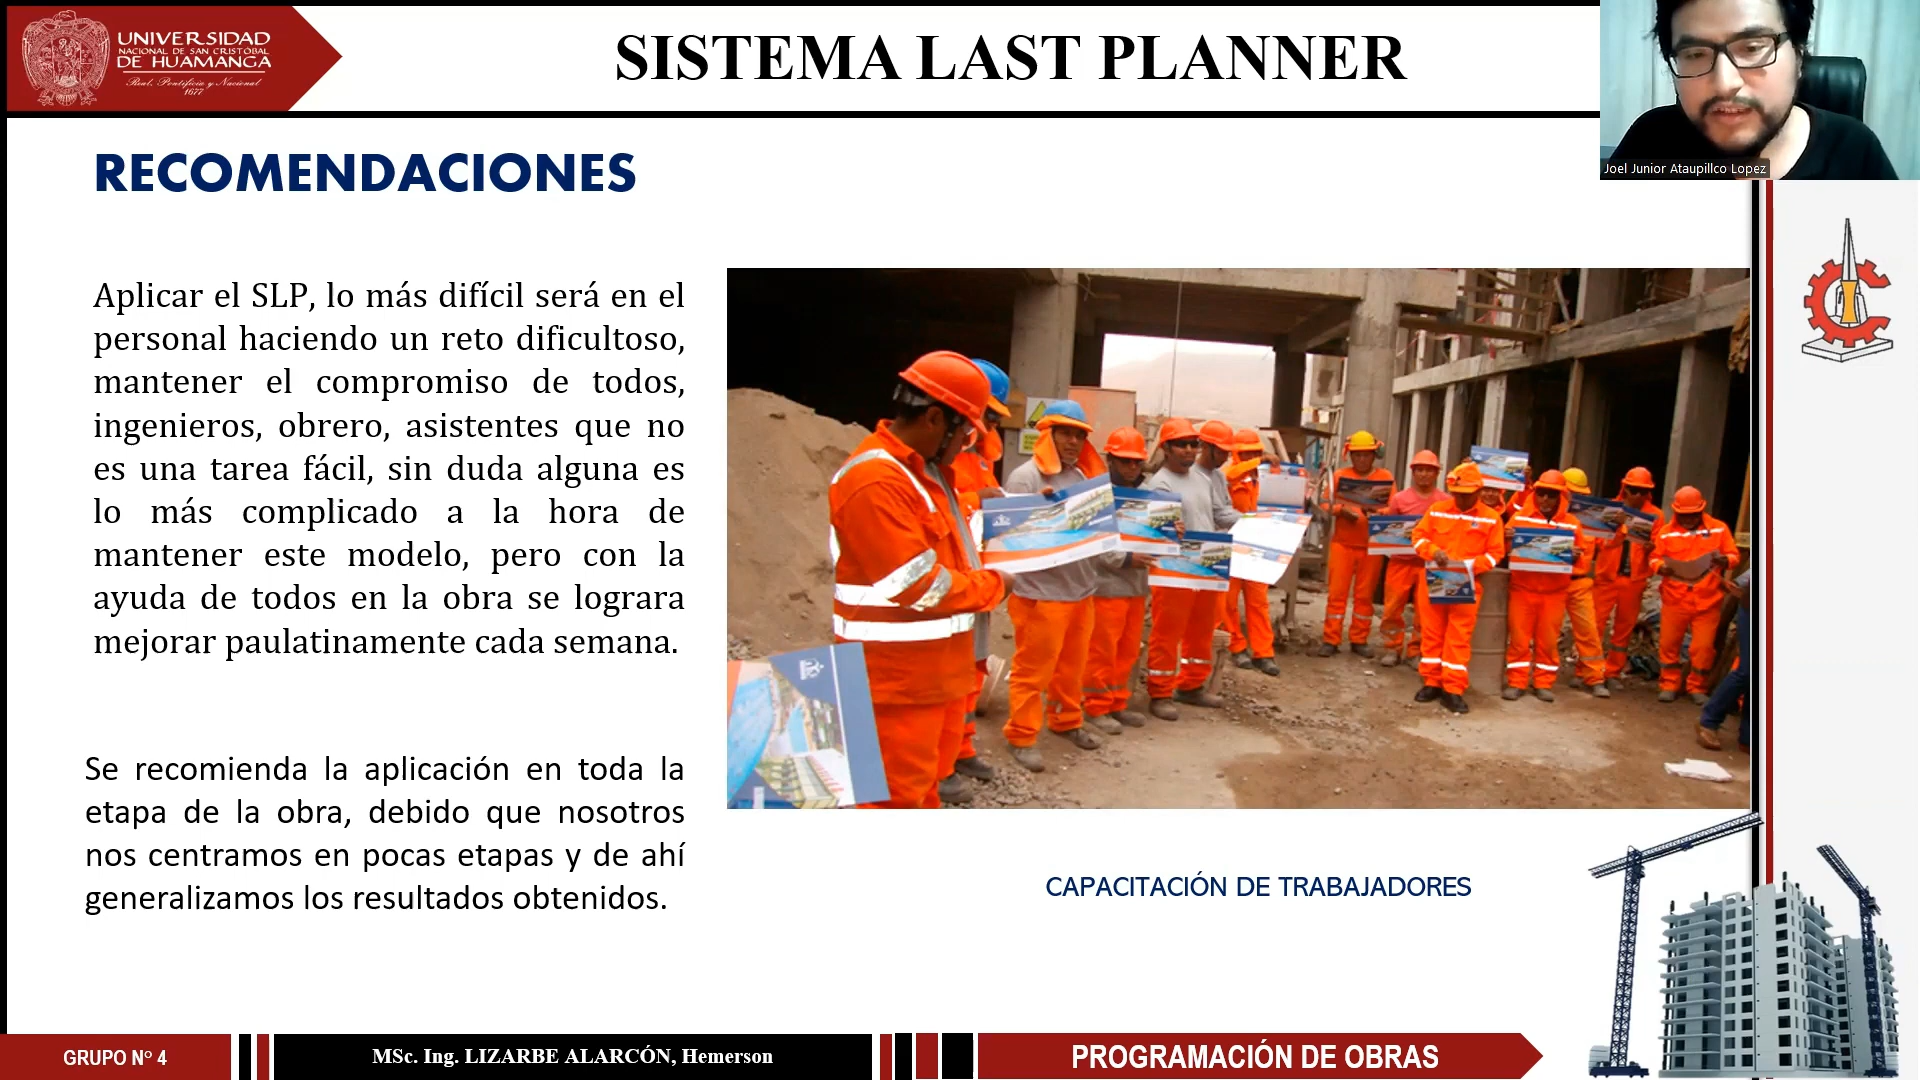 UNIVERSIDAD
NACIONAL DE SAN CRISTÓBAL
DE HUAMANGA
Real, Pontificia y Nacional
1677
SISTEMA LAST PLANNER
Joel Junior Ataupillco Lopez
RECOMENDACIONES
Aplicar el SLP, lo más difícil será en el
personal haciendo un reto dificultoso,
mantener el compromiso de todos,
ingenieros, obrero, asistentes que no
es una tarea fácil, sin duda alguna es
lo más complicado a la hora de
mantener este modelo, pero con la
ayuda de todos en la obra se lograra
mejorar paulatinamente cada semana.
Se recomienda la aplicación en toda la
etapa de la obra, debido que nosotros
nos centramos en pocas etapas y de ahí
generalizamos los resultados obtenidos.
CAPACITACIÓN DE TRABAJADORES
GRUPO Nº 4
MSc. Ing. LIZARBE ALARCÓN, Hemerson
PROGRAMACIÓN DE OBRAS